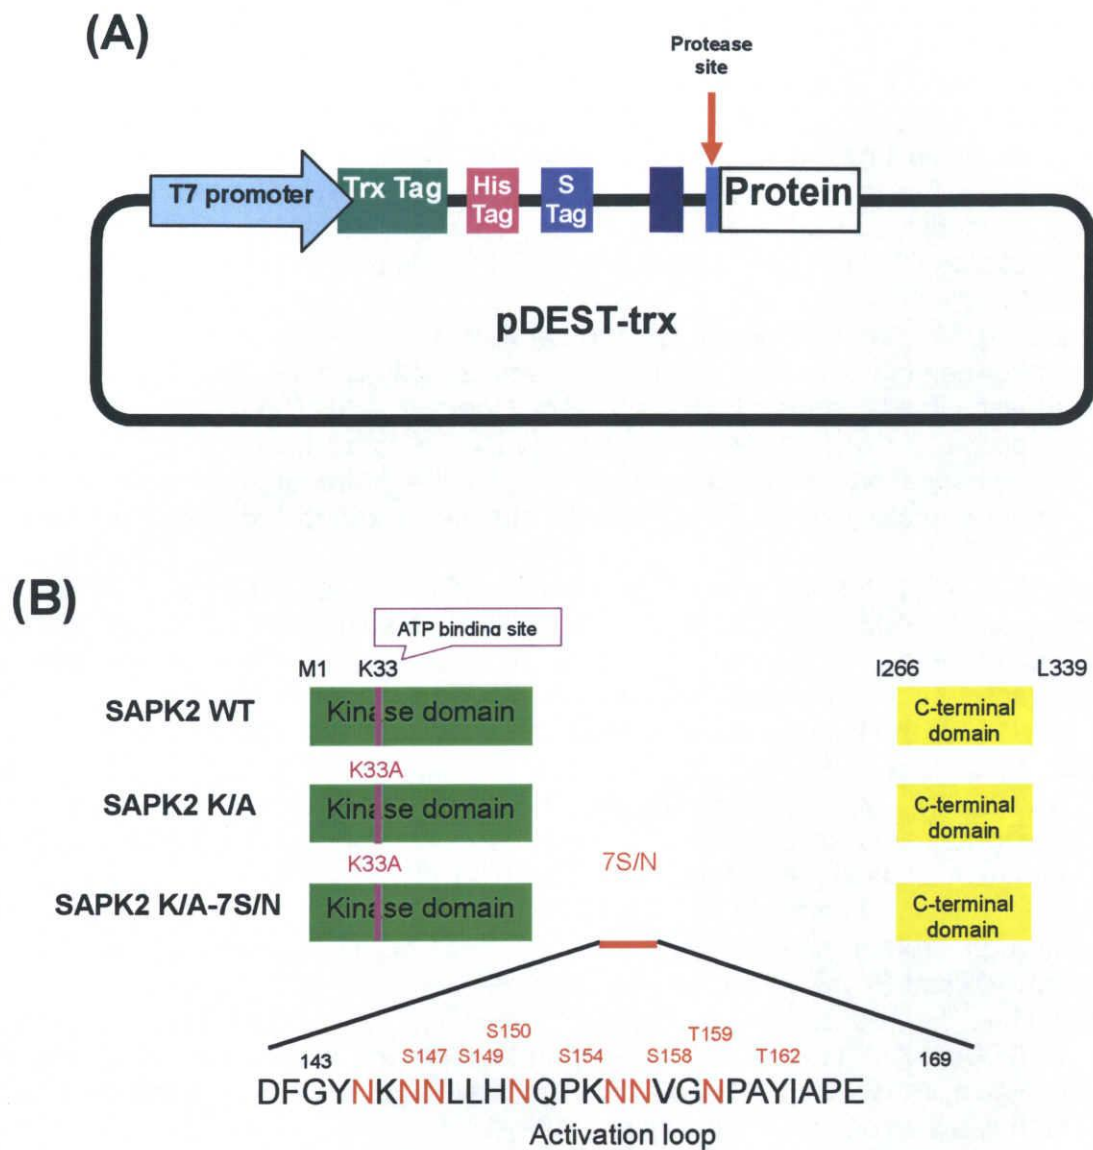 (A)
Protease
site
T7 promoter
Trx Tag
His
Tag
S
Tag
Protein
pDEST-trx
(B)
ATP binding site
M1
K33
I266
L339
SAPK2 WT
Kinase domain
C-terminal
domain
K33A
SAPK2 K/A
Kinase domain
C-terminal
domain
K33A
7S/N
SAPK2 K/A-7S/N
Kinase domain
C-terminal
domain
S150
T159
143
S147
S149
S154
S158
T162
169
DFGYNKNNLLHNQPKNNVGNPAYIAPE
Activation loop